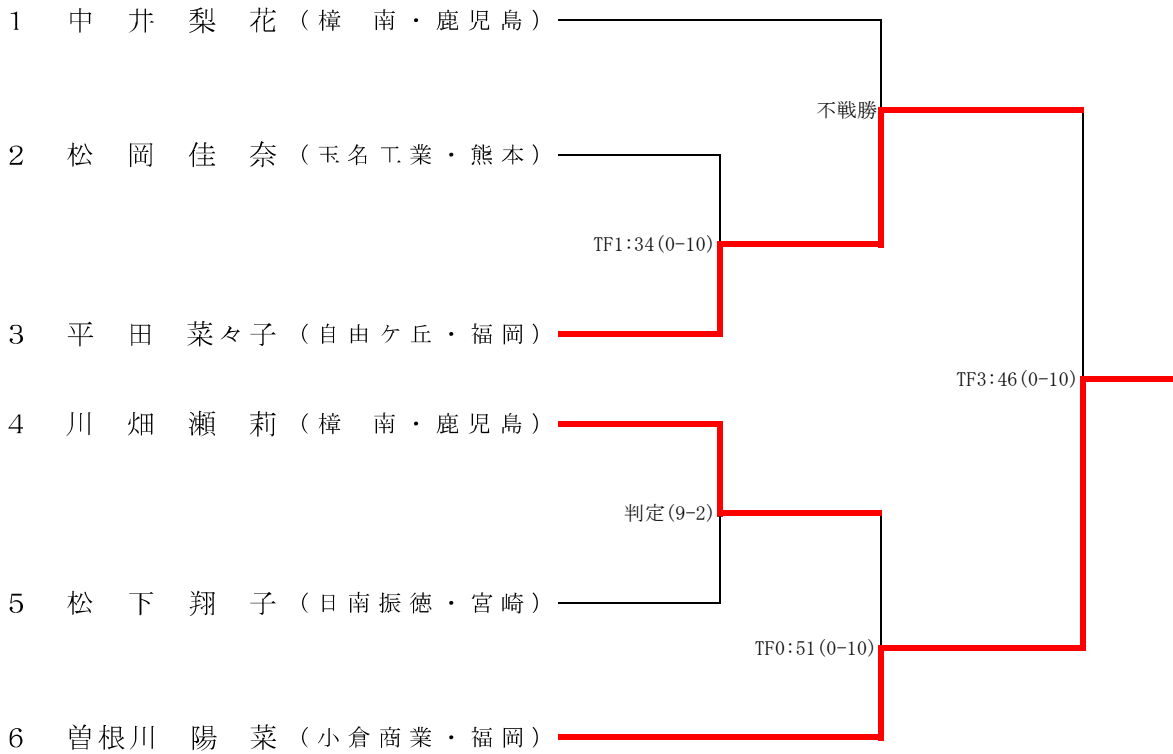 1 中井梨花（樟南・鹿児島）
不戦勝
2 松岡佳奈（玉名工業・熊本）
TF1:34(0-10)
3 平田菜々子（自由ケ丘・福岡）
TF3:46(0-10)
4 川畑瀬莉（樟南・鹿児島）
判定(9-2)
5 松下翔子（日南振徳・宮崎）
TF0:51(0-10)
6 曽根川陽菜（小倉商業・福岡）